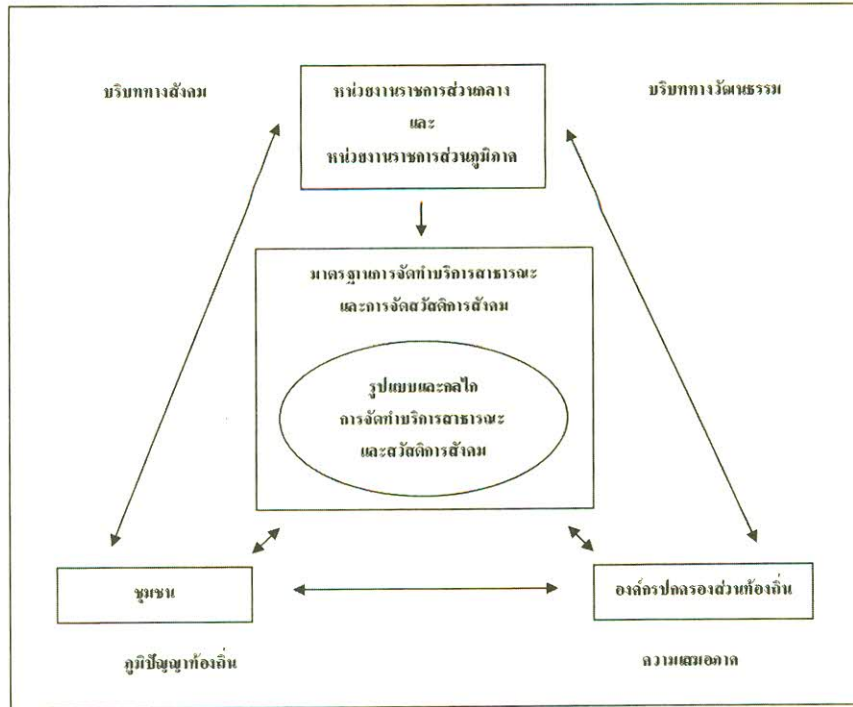 บริบททางสังคม
หน่วยงานราชการส่วนกลาง
และ
หน่วยงานราชการส่วนภูมิภาค
บริบททางวัฒนธรรม
มาตรฐานการจัดทำบริการสาธารณะ
และการจัดสวัสดิการสังคม
รูปแบบและกลไก
การจัดทำบริการสาธารณะ
และสวัสดิการสังคม
ชุมชน
องค์กรปกครองส่วนท้องถิ่น
ภูมิปัญญาท้องถิ่น
ความเสมอภาค